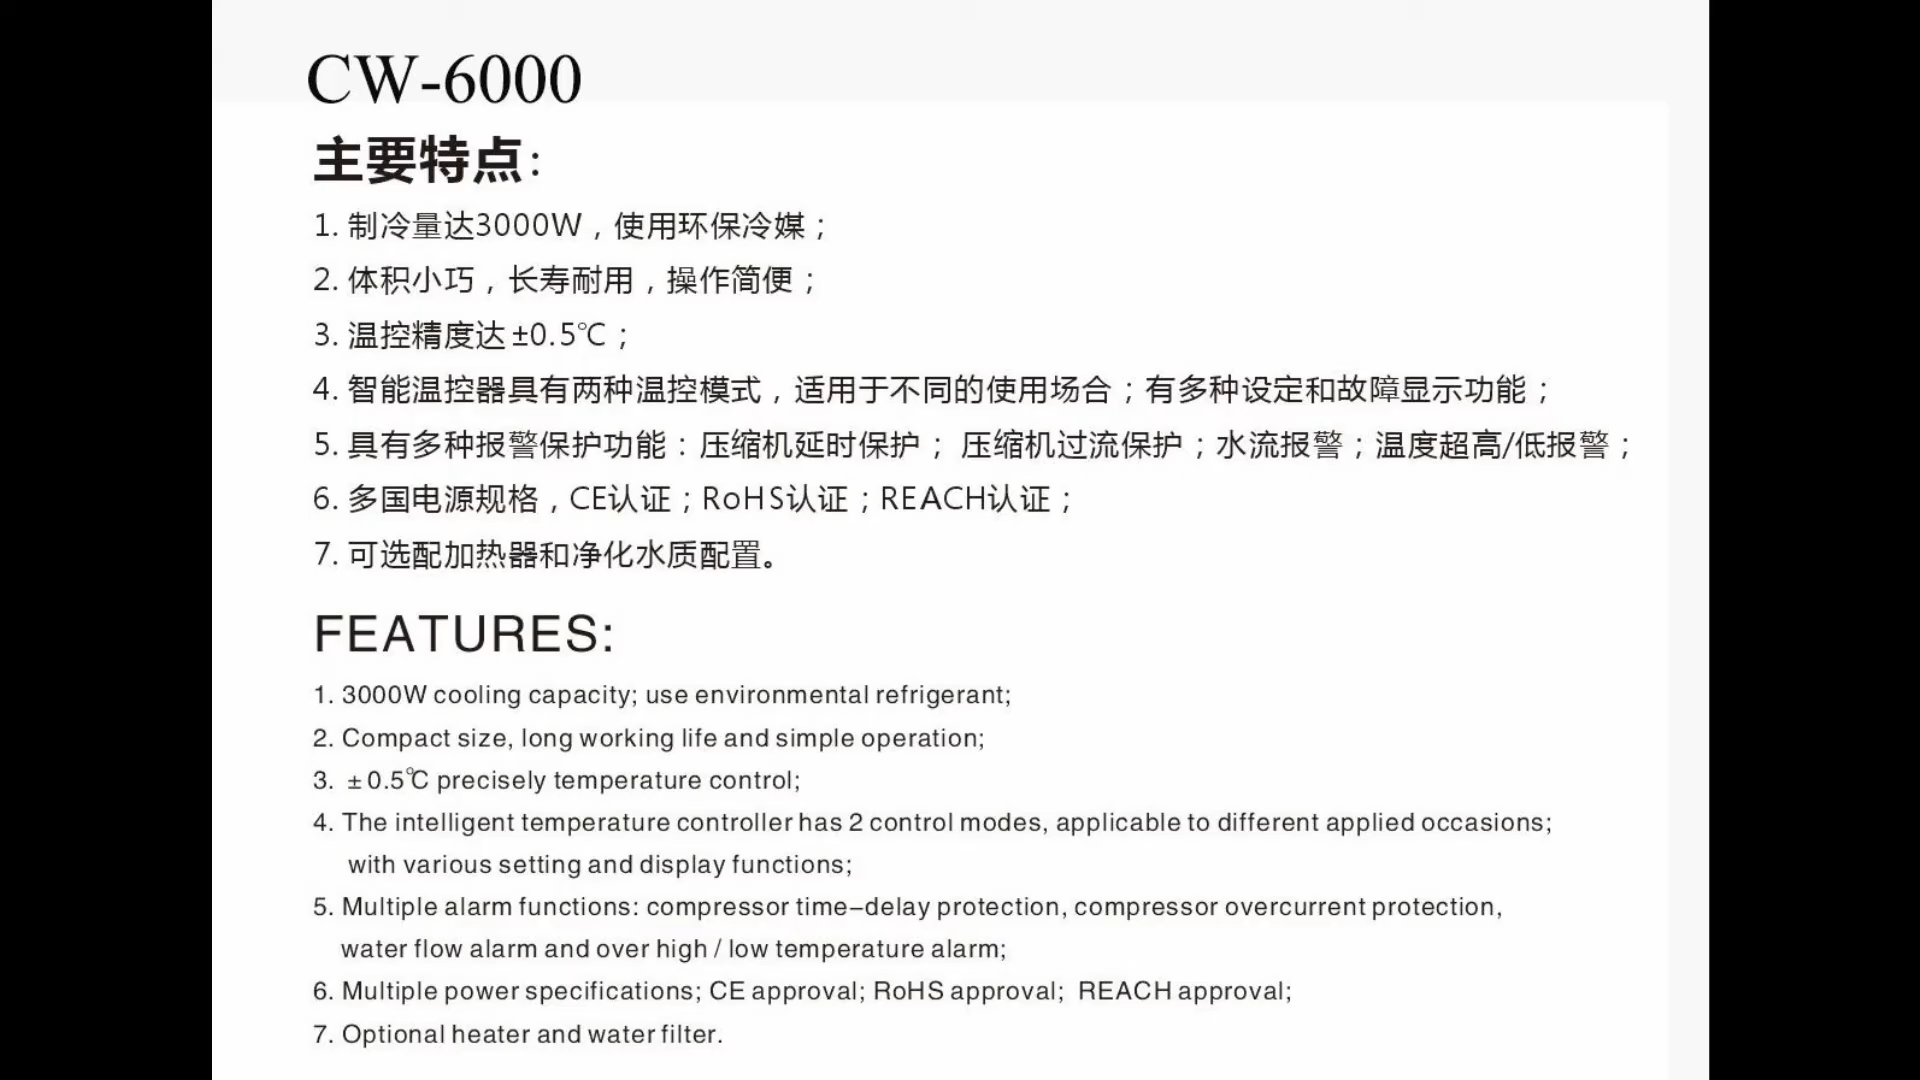 CW-6000
主要特点:
1. 制冷量达3000W，使用环保冷媒；
2. 体积小巧，长寿耐用，操作简便；
3. 温控精度达±0.5℃；
4. 智能温控器具有两种温控模式，适用于不同的使用场合；有多种设定和故障显示功能；
5. 具有多种报警保护功能：压缩机延时保护； 压缩机过流保护；水流报警；温度超高/低报警；
6. 多国电源规格，CE认证；RoHS认证；REACH认证；
7. 可选配加热器和净化水质配置。
FEATURES:
1. 3000W cooling capacity; use environmental refrigerant;
2. Compact size, long working life and simple operation;
3. ±0.5℃ precisely temperature control;
4. The intelligent temperature controller has 2 control modes, applicable to different applied occasions;
with various setting and display functions;
5. Multiple alarm functions: compressor time–delay protection, compressor overcurrent protection,
water flow alarm and over high / low temperature alarm;
6. Multiple power specifications; CE approval; RoHS approval; REACH approval;
7. Optional heater and water filter.